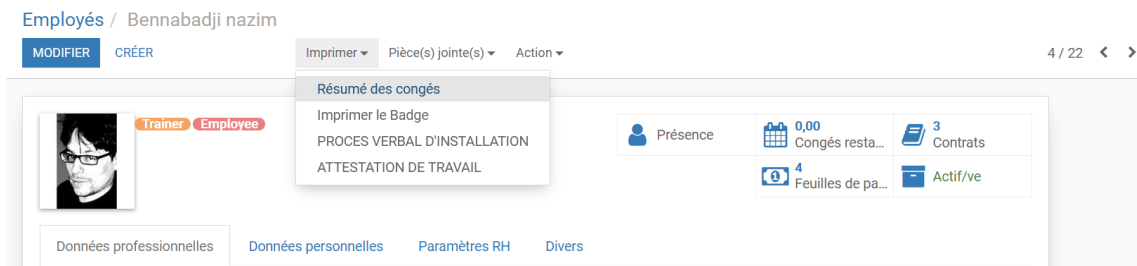 Employés / Bennabadji nazim
MODIFIER CRÉER Imprimer Pièce(s) jointe(s) Action 4 / 22
Résumé des congés
Imprimer le Badge
PROCES VERBAL D'INSTALLATION
ATTESTATION DE TRAVAIL
Trainer Employee
Présence
0,00
Congés resta...
3
Contrats
4
Feuilles de pa...
Actif/ve
Données professionnelles Données personnelles Paramètres RH Divers